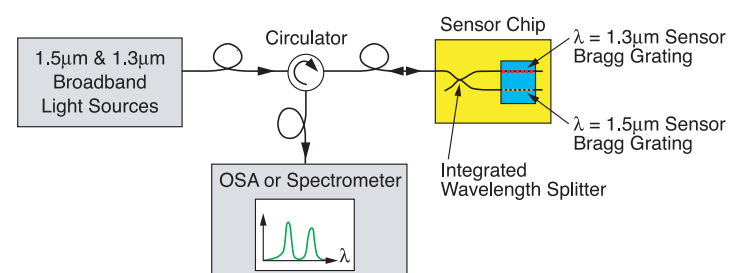 Sensor Chip
Circulator
λ = 1.3μm Sensor
Bragg Grating
1.5μm & 1.3μm
Broadband
Light Sources
λ = 1.5μm Sensor
Bragg Grating
Integrated
Wavelength Splitter
OSA or Spectrometer
λ